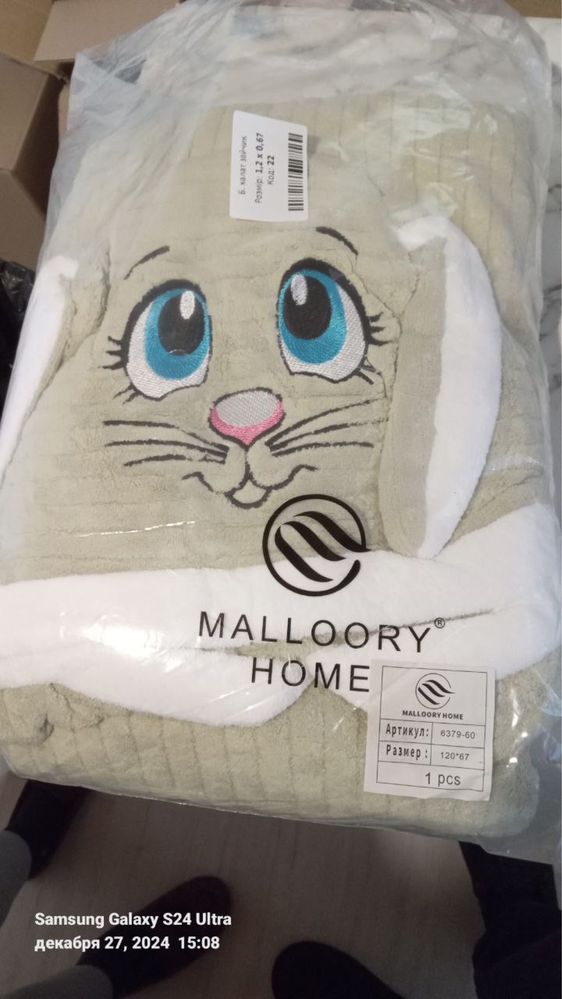 Б. халат зайчик
Розмір: 1,2 х 0,67
Код: 22
MALLOORY®
HOME
MALLOORY HOME
Артикул: 6379-60
Размер : 120*67
1 pcs
Samsung Galaxy S24 Ultra
декабря 27, 2024 15:08